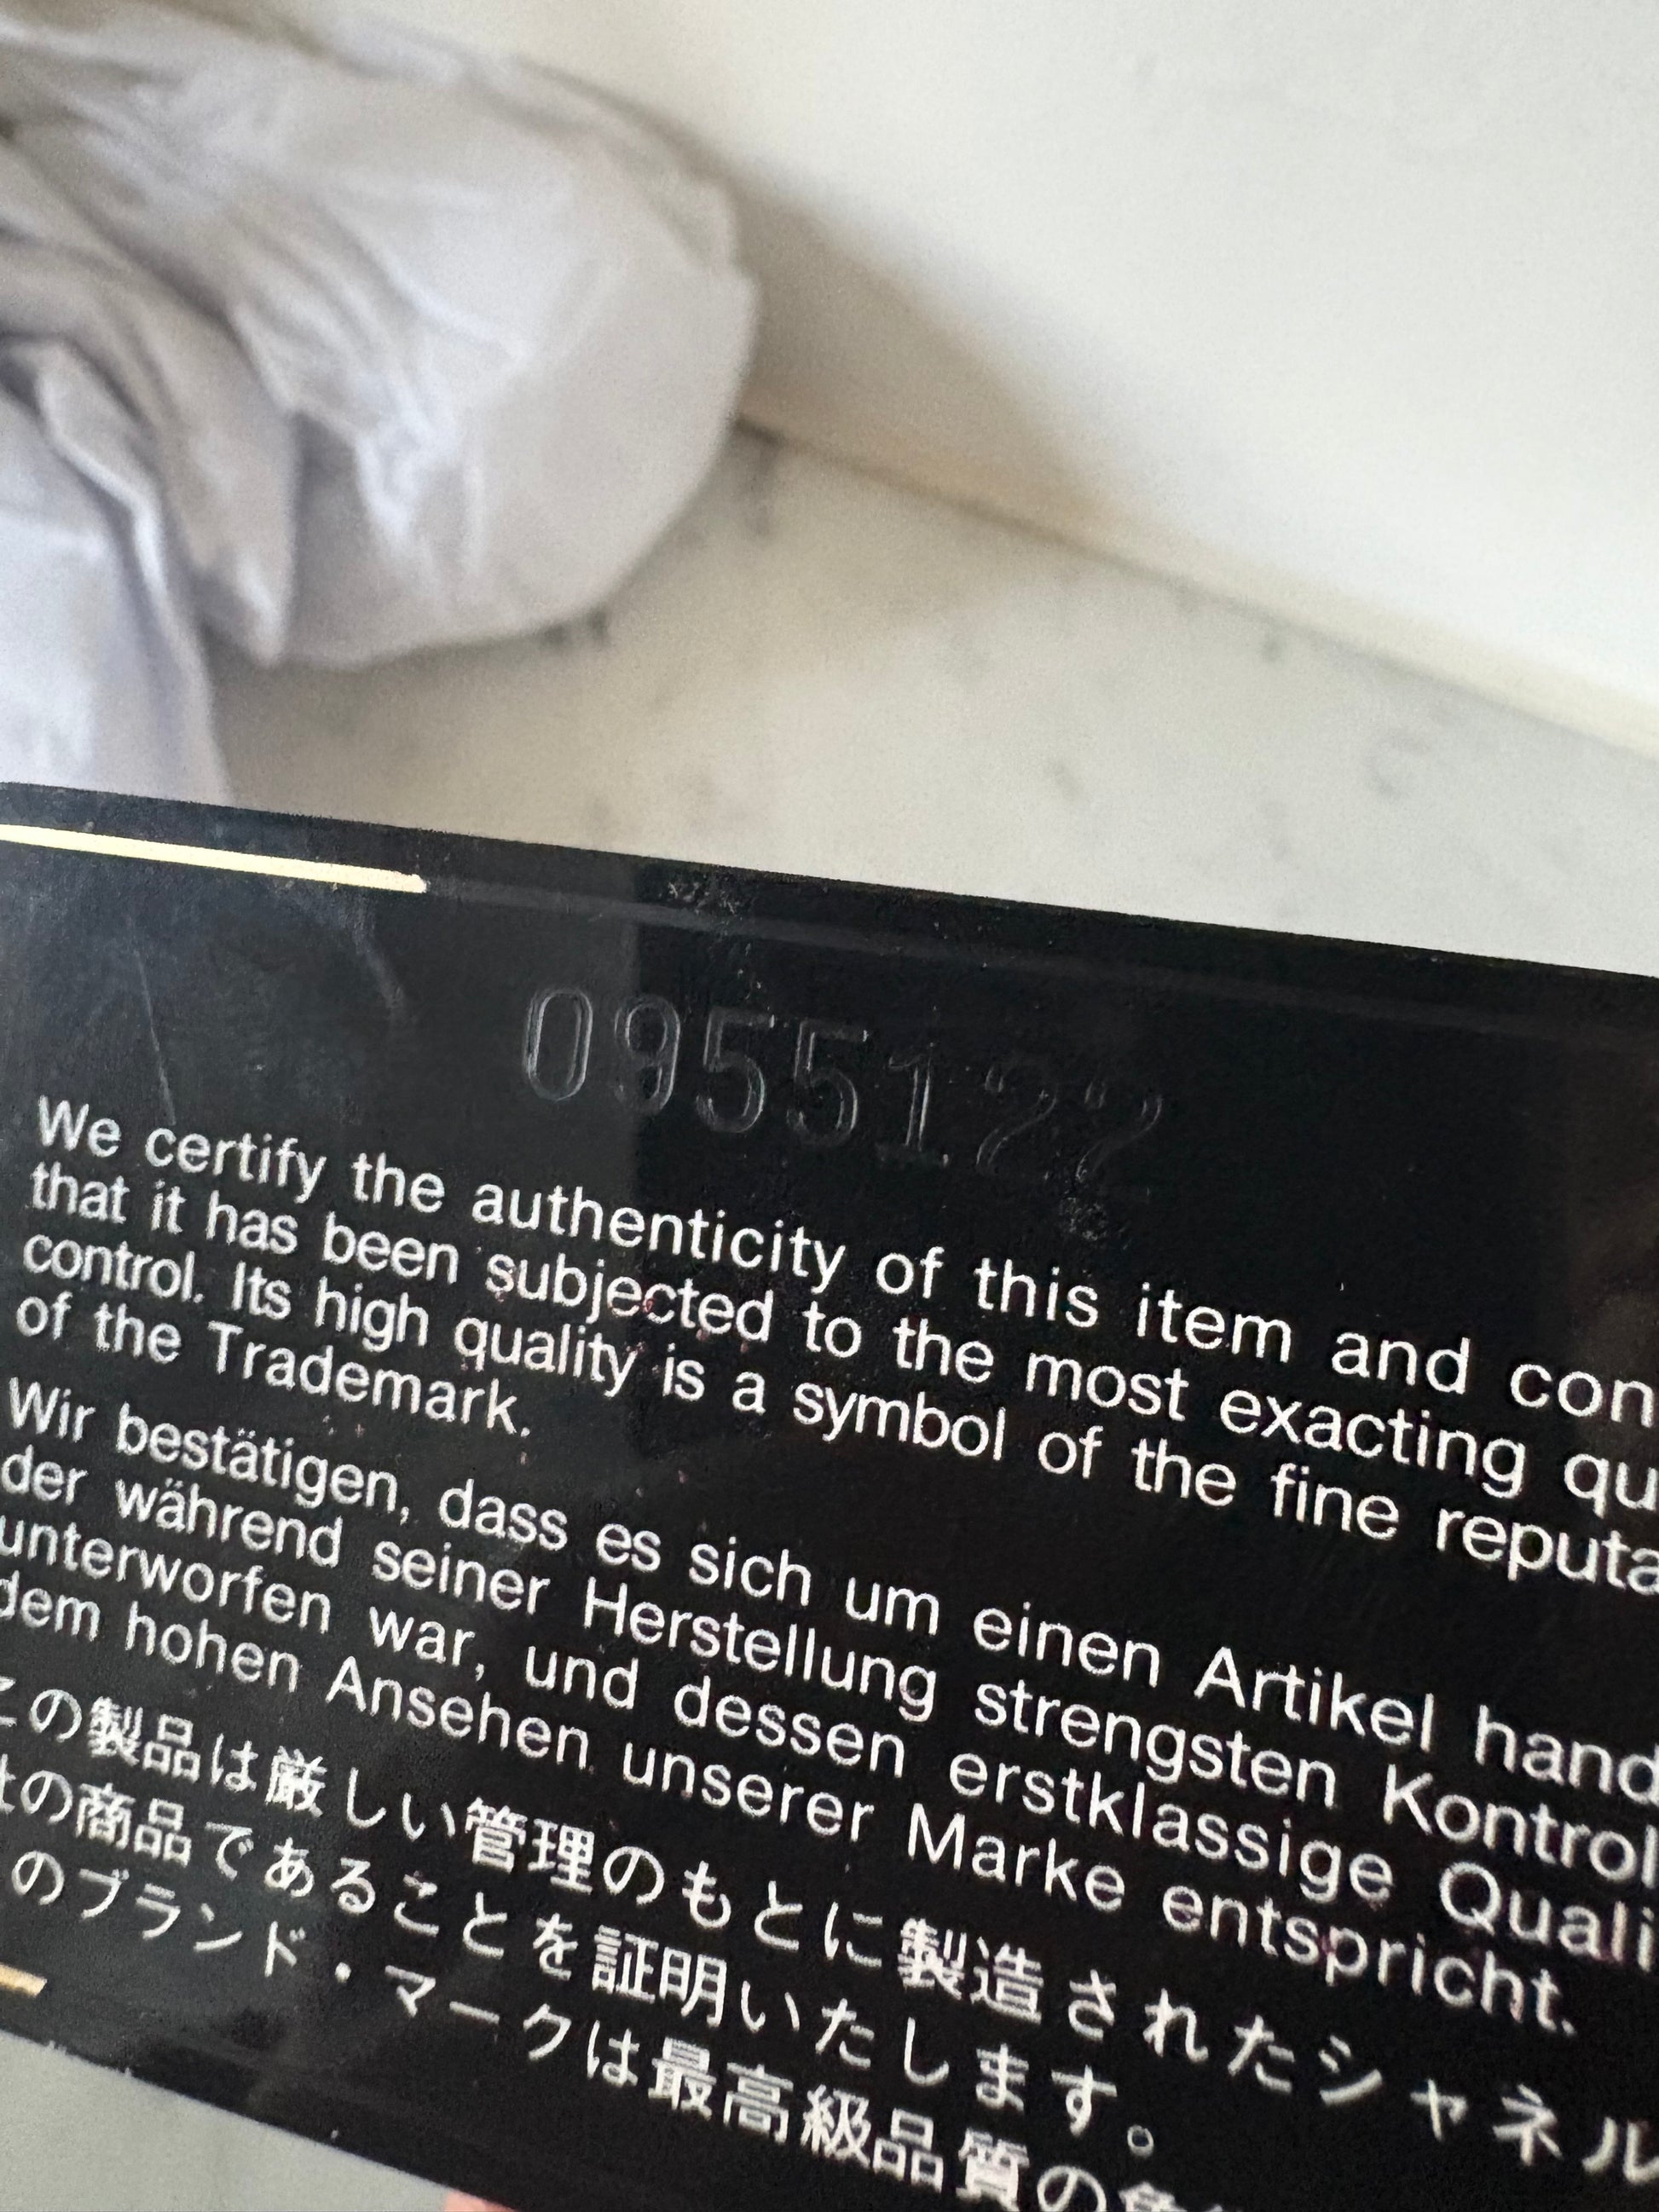 0955122
We certify the authenticity of this item and con
that it has been subjected to the most exacting qu
control. Its high quality is a symbol of the fine reputa
of the Trademark.
Wir bestätigen, dass es sich um einen Artikel hand
der während seiner Herstellung strengsten Kontrol
unterworfen war, und dessen erstklassige Quali
dem hohen Ansehen unserer Marke entspricht.
この製品は厳しい管理のもとに製造されたシャネル
社の商品であることを証明いたします。
のブランド・マークは最高級品質の